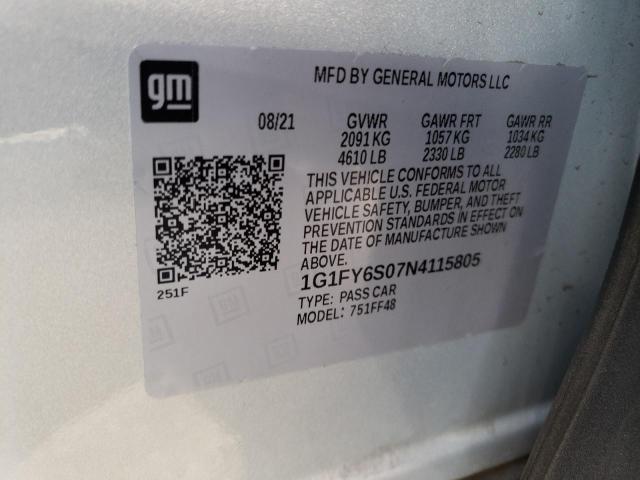 gm
MFD BY GENERAL MOTORS LLC
08/21 GVWR GAWR FRT GAWR RR
2091 KG 1057 KG 1034 KG
4610 LB 2330 LB 2280 LB
THIS VEHICLE CONFORMS TO ALL
APPLICABLE U.S. FEDERAL MOTOR
VEHICLE SAFETY, BUMPER, AND THEFT
PREVENTION STANDARDS IN EFFECT ON
THE DATE OF MANUFACTURE SHOWN
ABOVE.
251F
1G1FY6S07N4115805
TYPE: PASS CAR
MODEL: 751FF48